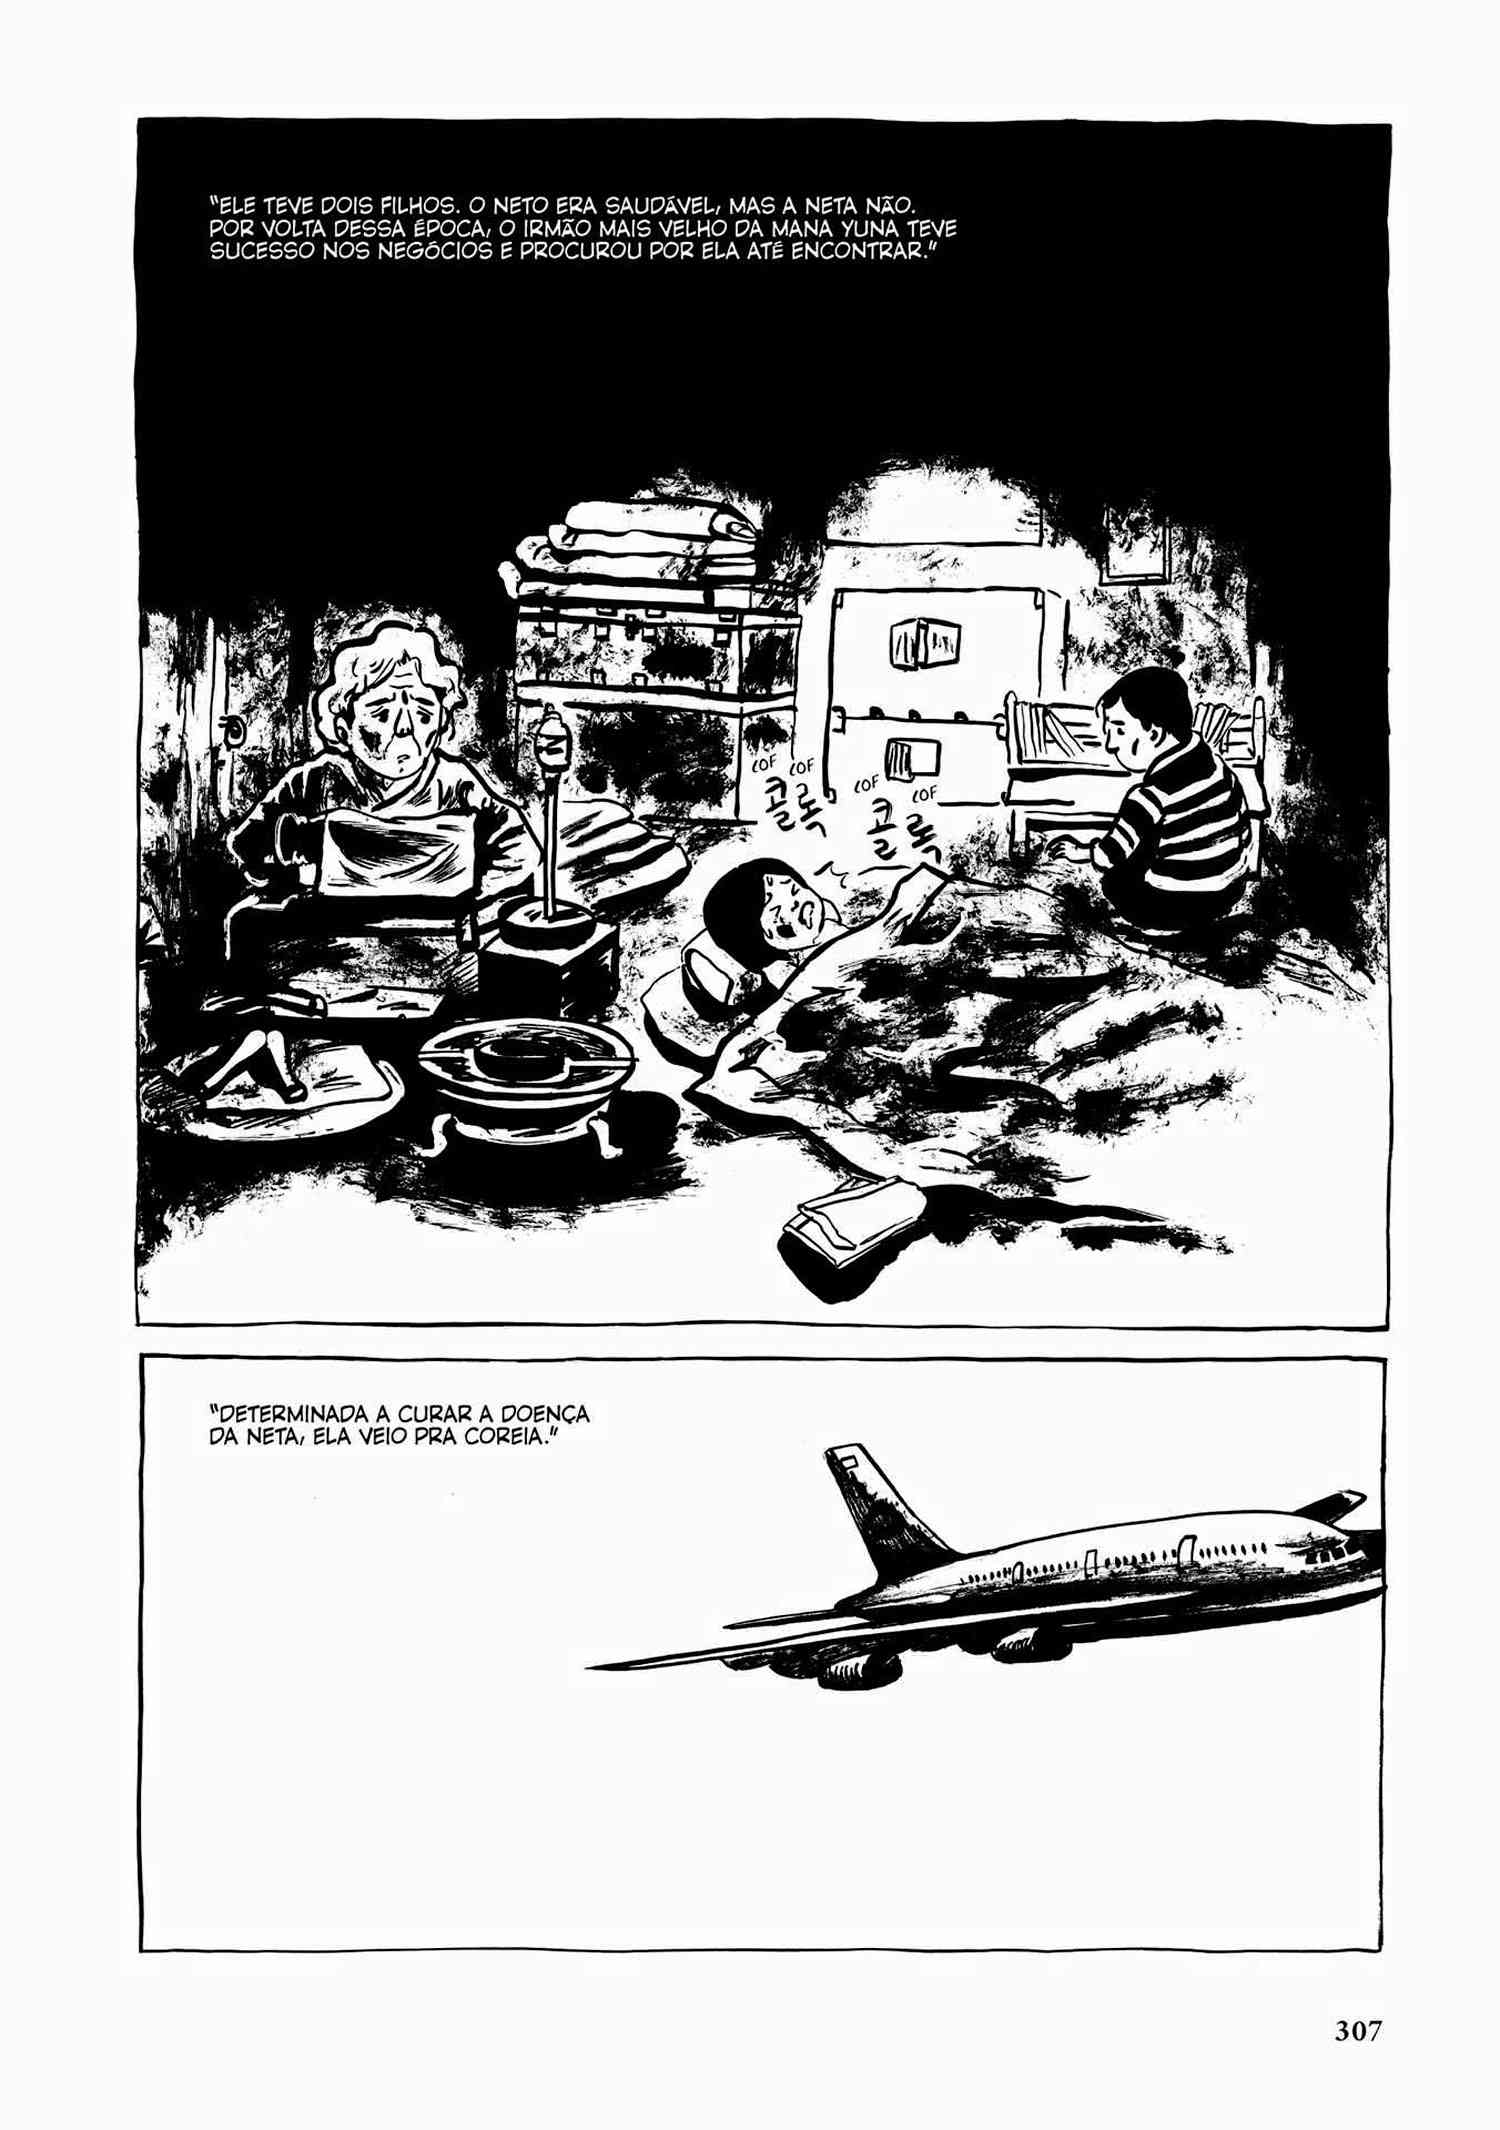 "ELE TEVE DOIS FILHOS. O NETO ERA SAUDÁVEL, MAS A NETA NÃO.
POR VOLTA DESSA ÉPOCA, O IRMÃO MAIS VELHO DA MANA YUNA TEVE
SUCESSO NOS NEGÓCIOS E PROCUROU POR ELA ATÉ ENCONTRAR."
COF COF
콜록
COF COF
콜록
"DETERMINADA A CURAR A DOENÇA
DA NETA, ELA VEIO PRA COREIA."
307